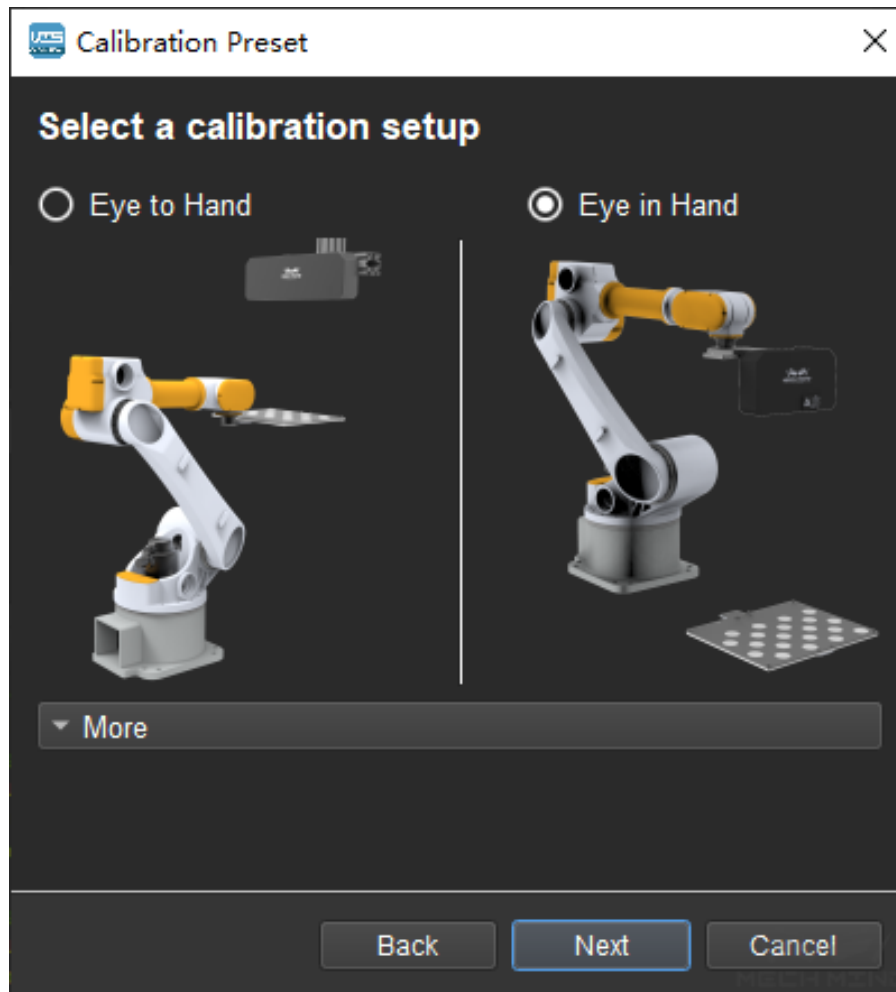 Calibration Preset
Select a calibration setup
Eye to Hand
Eye in Hand
More
Back
Next
Cancel